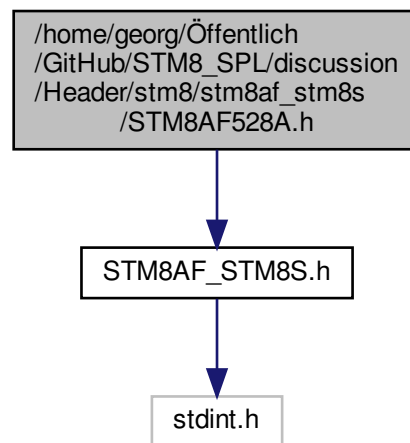 /home/georg/Öffentlich
/GitHub/STM8_SPL/discussion
/Header/stm8/stm8af_stm8s
/STM8AF528A.h
STM8AF_STM8S.h
stdint.h